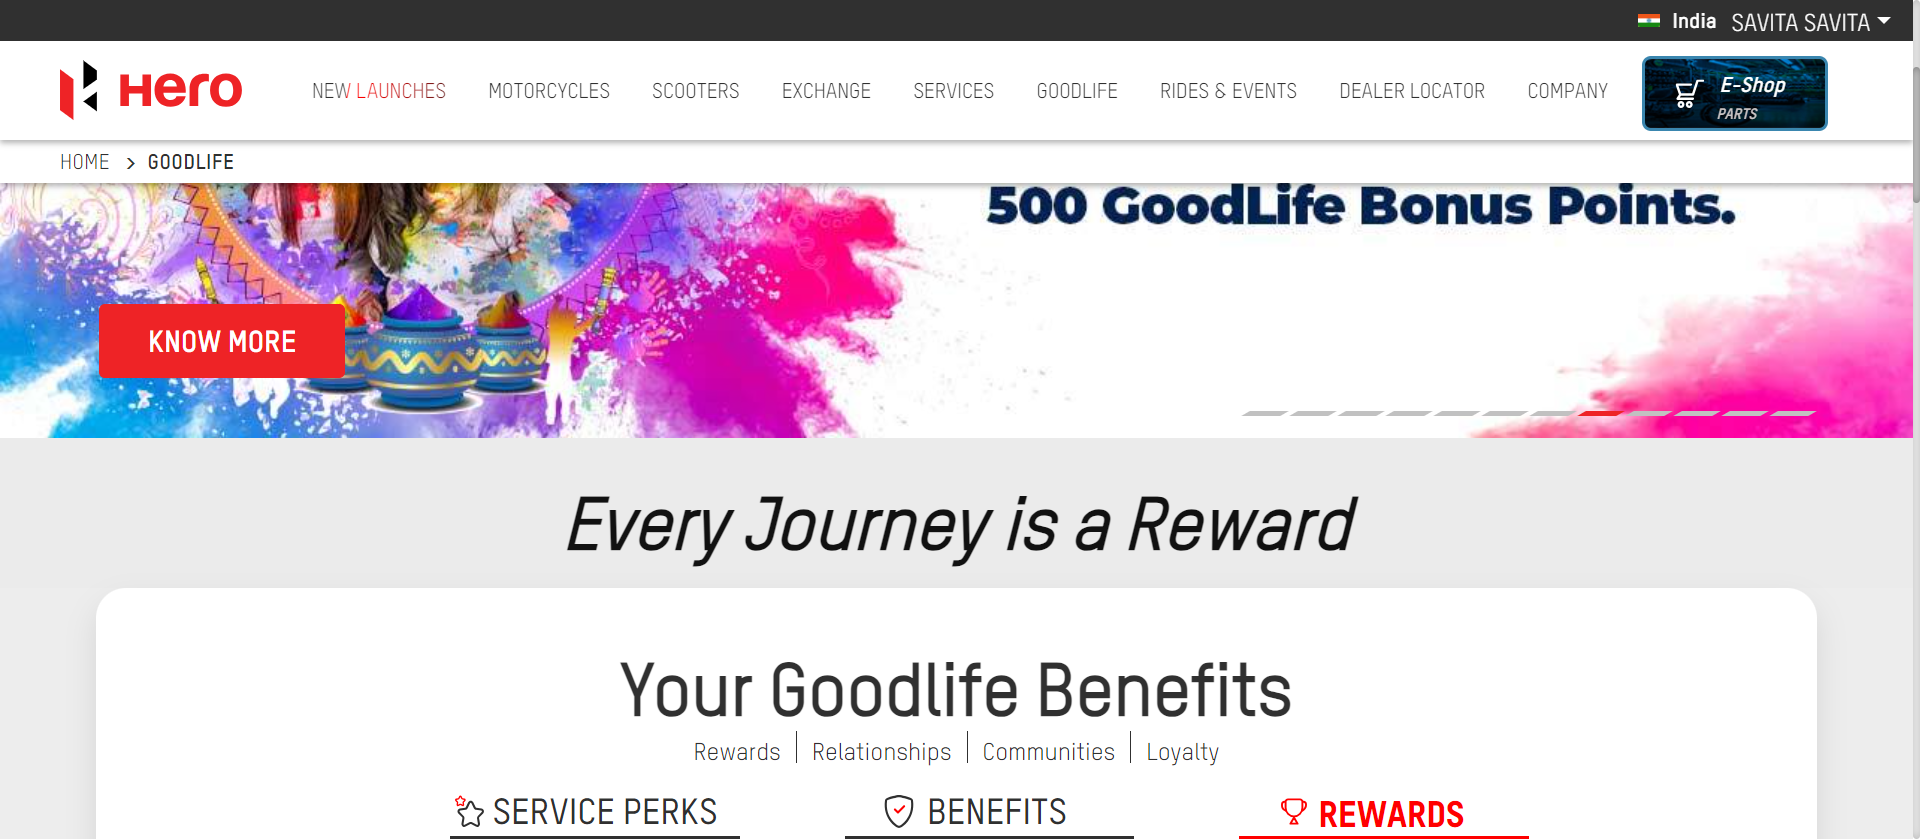 India SAVITA SAVITA
Hero
NEW LAUNCHES MOTORCYCLES SCOOTERS EXCHANGE SERVICES GOODLIFE RIDES & EVENTS DEALER LOCATOR COMPANY
E-Shop
PARTS
HOME > GOODLIFE
500 GoodLife Bonus Points.
KNOW MORE
Every Journey is a Reward
Your Goodlife Benefits
Rewards | Relationships | Communities | Loyalty
SERVICE PERKS BENEFITS REWARDS